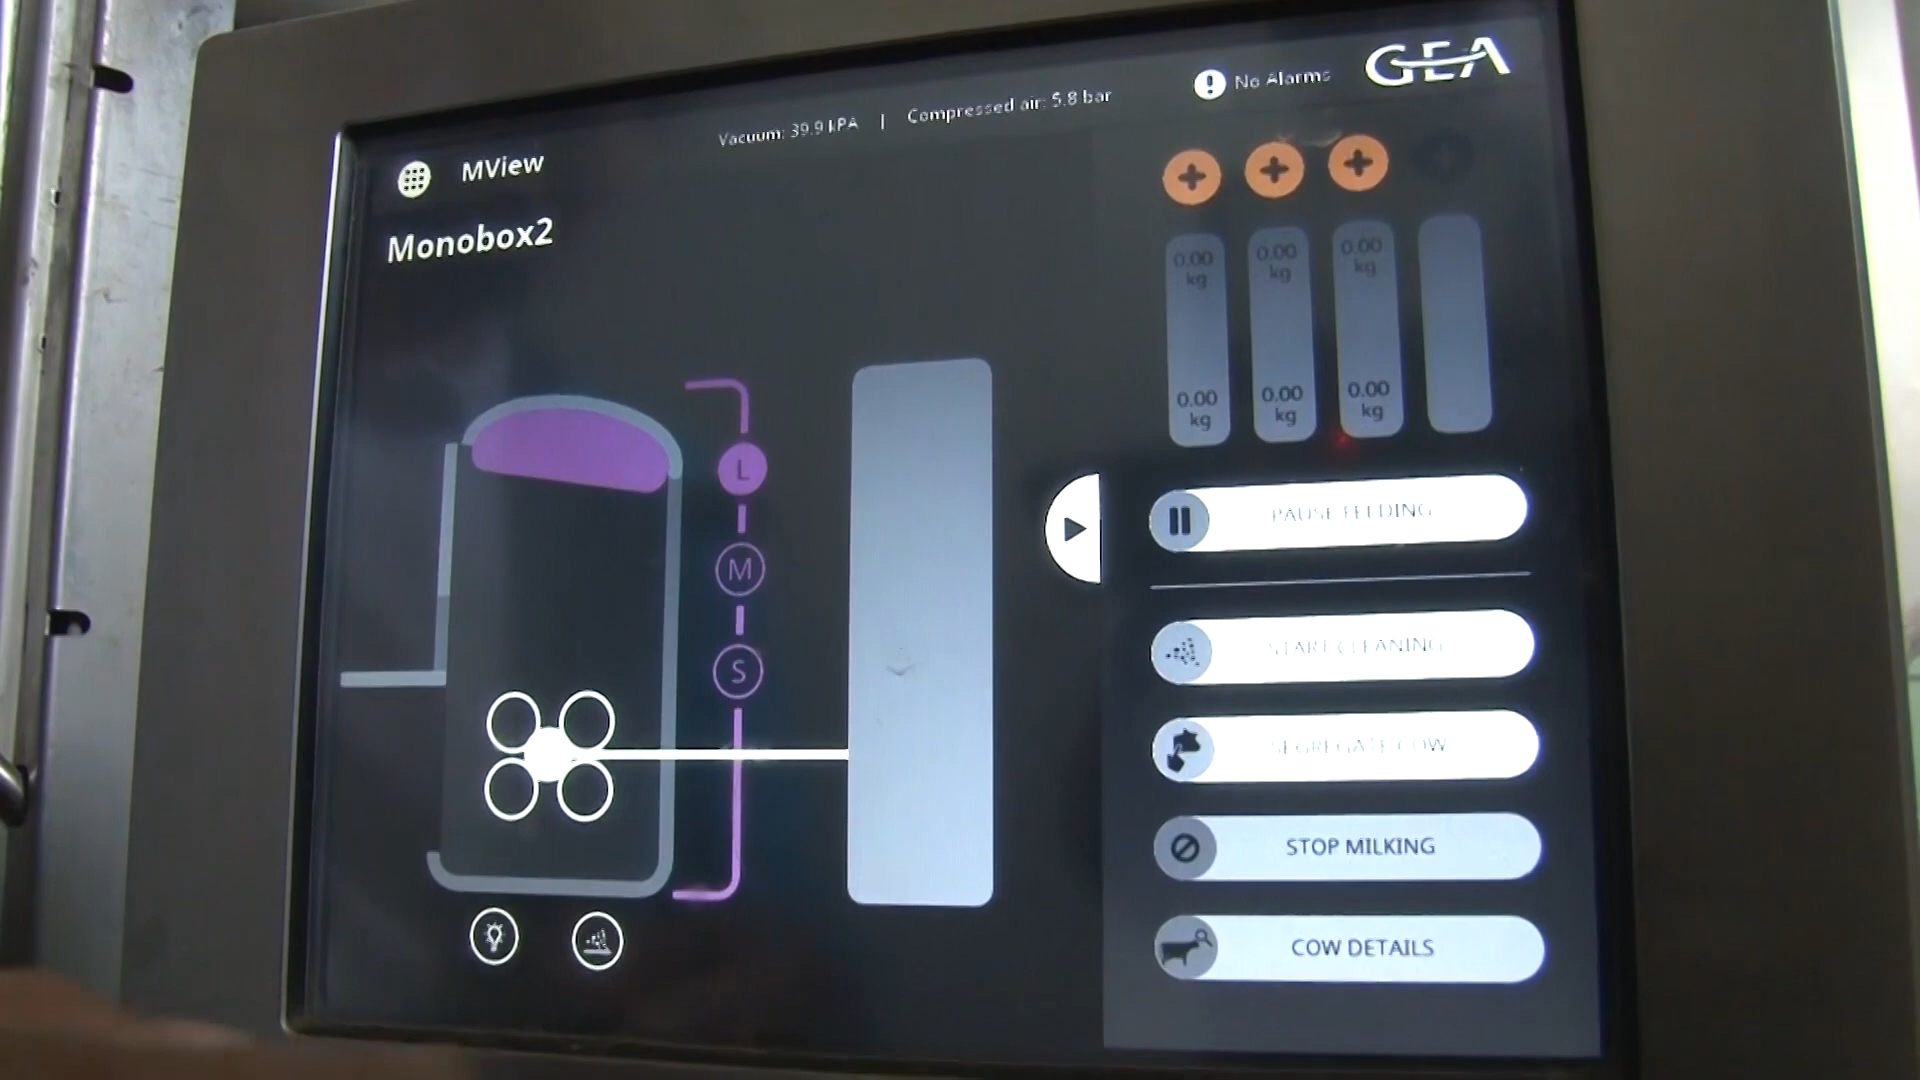 Vacuum: 39.9 kPA | Compressed air: 5.8 bar
No Alarms
GEA
MView
Monobox2
0.00 kg
0.00 kg
0.00 kg
0.00 kg
0.00 kg
0.00 kg
L
M
S
PAUSE FEEDING
START CLEANING
SEGREGATE COW
STOP MILKING
COW DETAILS